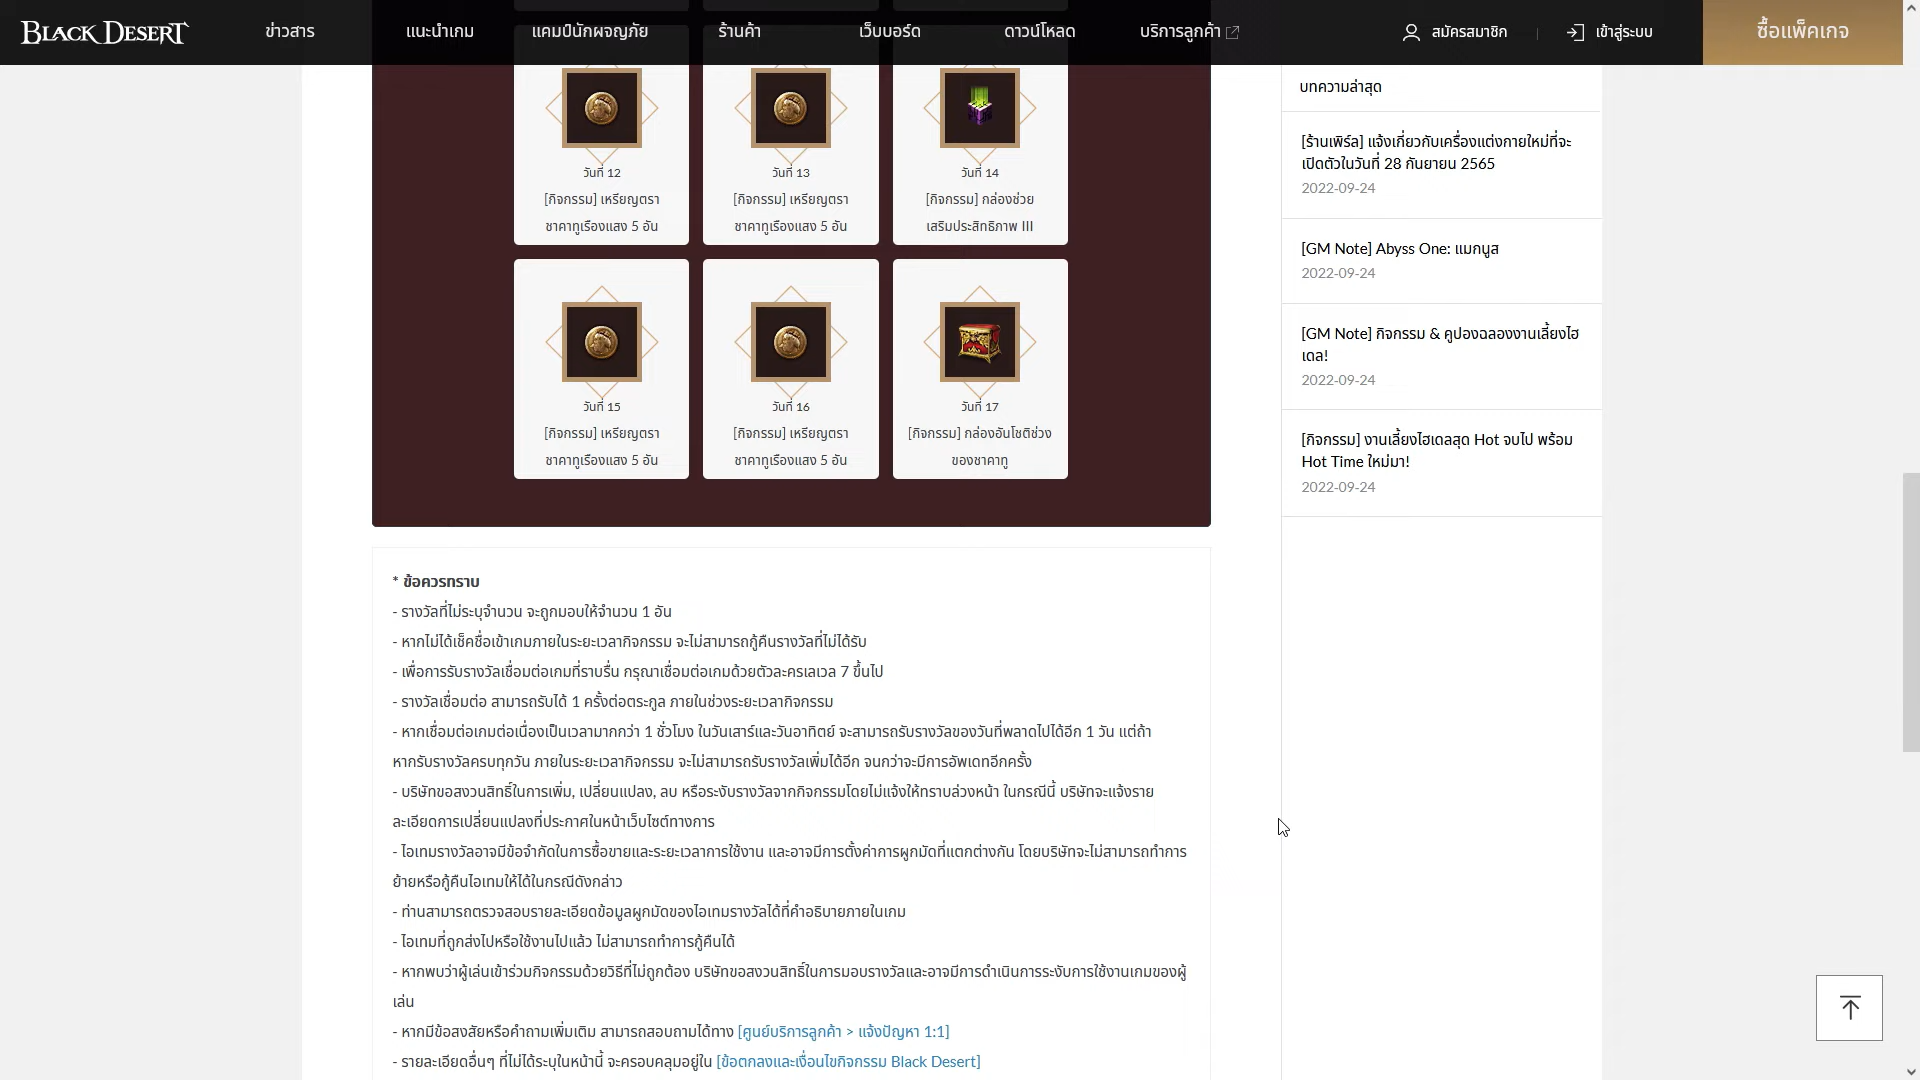 BLACK DESERT
ข่าวสาร
แนะนำเกม
แคมป์นักผจญภัย
ร้านค้า
เว็บบอร์ด
ดาวน์โหลด
บริการลูกค้า
สมัครสมาชิก
เข้าสู่ระบบ
ซื้อแพ็คเกจ
วันที่ 12
[กิจกรรม] เหรียญตรา
ชาคาทูเรืองแสง 5 อัน
วันที่ 13
[กิจกรรม] เหรียญตรา
ชาคาทูเรืองแสง 5 อัน
วันที่ 14
[กิจกรรม] กล่องช่วย
เสริมประสิทธิภาพ III
วันที่ 15
[กิจกรรม] เหรียญตรา
ชาคาทูเรืองแสง 5 อัน
วันที่ 16
[กิจกรรม] เหรียญตรา
ชาคาทูเรืองแสง 5 อัน
วันที่ 17
[กิจกรรม] กล่องอันโชติช่วง
ของชาคาทู
* ข้อควรทราบ
- รางวัลที่ไม่ระบุจำนวน จะถูกมอบให้จำนวน 1 อัน
- หากไม่ได้เช็คชื่อเข้าเกมภายในระยะเวลากิจกรรม จะไม่สามารถกู้คืนรางวัลที่ไม่ได้รับ
- เพื่อการรับรางวัลเชื่อมต่อเกมที่ราบรื่น กรุณาเชื่อมต่อเกมด้วยตัวละครเลเวล 7 ขึ้นไป
- รางวัลเชื่อมต่อ สามารถรับได้ 1 ครั้งต่อตระกูล ภายในช่วงระยะเวลากิจกรรม
- หากเชื่อมต่อเกมต่อเนื่องเป็นเวลามากกว่า 1 ชั่วโมง ในวันเสาร์และวันอาทิตย์ จะสามารถรับรางวัลของวันที่พลาดไปได้อีก 1 วัน แต่ถ้า
หากรับรางวัลครบทุกวัน ภายในระยะเวลากิจกรรม จะไม่สามารถรับรางวัลเพิ่มได้อีก จนกว่าจะมีการอัพเดทอีกครั้ง
- บริษัทขอสงวนสิทธิ์ในการเพิ่ม, เปลี่ยนแปลง, ลบ หรือระงับรางวัลจากกิจกรรมโดยไม่แจ้งให้ทราบล่วงหน้า ในกรณีนี้ บริษัทจะแจ้งราย
ละเอียดการเปลี่ยนแปลงที่ประกาศในหน้าเว็บไซต์ทางการ
- ไอเทมรางวัลอาจมีข้อจำกัดในการซื้อขายและระยะเวลาการใช้งาน และอาจมีการตั้งค่าการผูกมัดที่แตกต่างกัน โดยบริษัทจะไม่สามารถทำการ
ย้ายหรือกู้คืนไอเทมให้ได้ในกรณีดังกล่าว
- ท่านสามารถตรวจสอบรายละเอียดข้อมูลผูกมัดของไอเทมรางวัลได้ที่คำอธิบายภายในเกม
- ไอเทมที่ถูกส่งไปหรือใช้งานไปแล้ว ไม่สามารถทำการกู้คืนได้
- หากพบว่าผู้เล่นเข้าร่วมกิจกรรมด้วยวิธีที่ไม่ถูกต้อง บริษัทขอสงวนสิทธิ์ในการมอบรางวัลและอาจมีการดำเนินการระงับการใช้งานเกมของผู้
เล่น
- หากมีข้อสงสัยหรือคำถามเพิ่มเติม สามารถสอบถามได้ทาง [ศูนย์บริการลูกค้า > แจ้งปัญหา 1:1]
- รายละเอียดอื่นๆ ที่ไม่ได้ระบุในหน้านี้ จะครอบคลุมอยู่ใน [ข้อตกลงและเงื่อนไขกิจกรรม Black Desert]
บทความล่าสุด
[ร้านเพิร์ล] แจ้งเกี่ยวกับเครื่องแต่งกายใหม่ที่จะ
เปิดตัวในวันที่ 28 กันยายน 2565
2022-09-24
[GM Note] Abyss One: แมกนูส
2022-09-24
[GM Note] กิจกรรม & คูปองฉลองงานเลี้ยงไฮ
เดล!
2022-09-24
[กิจกรรม] งานเลี้ยงไฮเดลสุด Hot จบไป พร้อม
Hot Time ใหม่มา!
2022-09-24